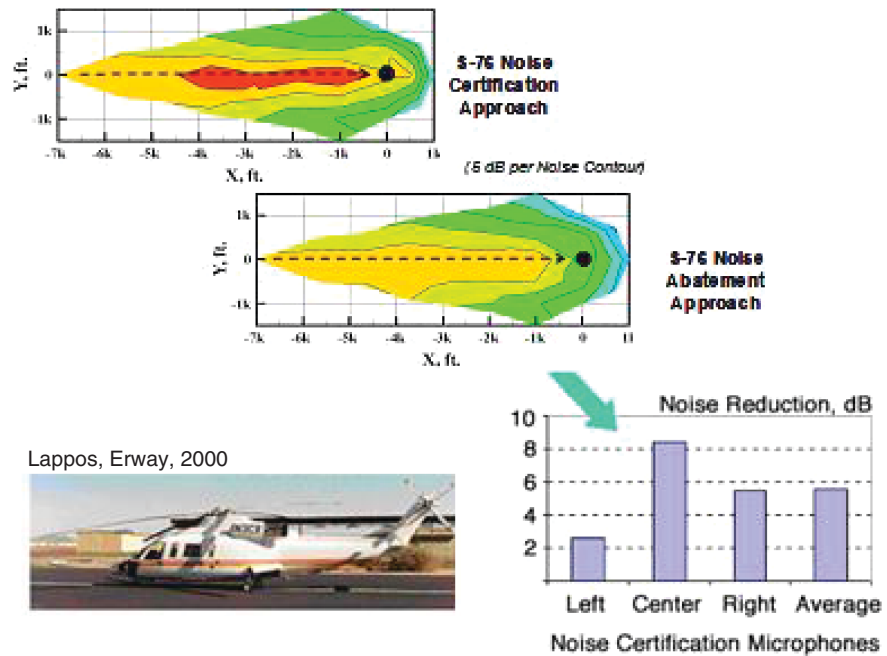 1k
0
-1k
Y, ft.
-7k -6k -5k -4k -3k -2k -1k 0 1k
X, ft.
S-76 Noise
Certification
Approach
(5 dB per Noise Contour)
1k
0
-1k
Y, ft.
-7k -6k -5k -4k -3k -2k -1k 0 1l
X, ft.
S-76 Noise
Abatement
Approach
Lappos, Erway, 2000
Noise Reduction, dB
10
8
6
4
2
Left Center Right Average
Noise Certification Microphones